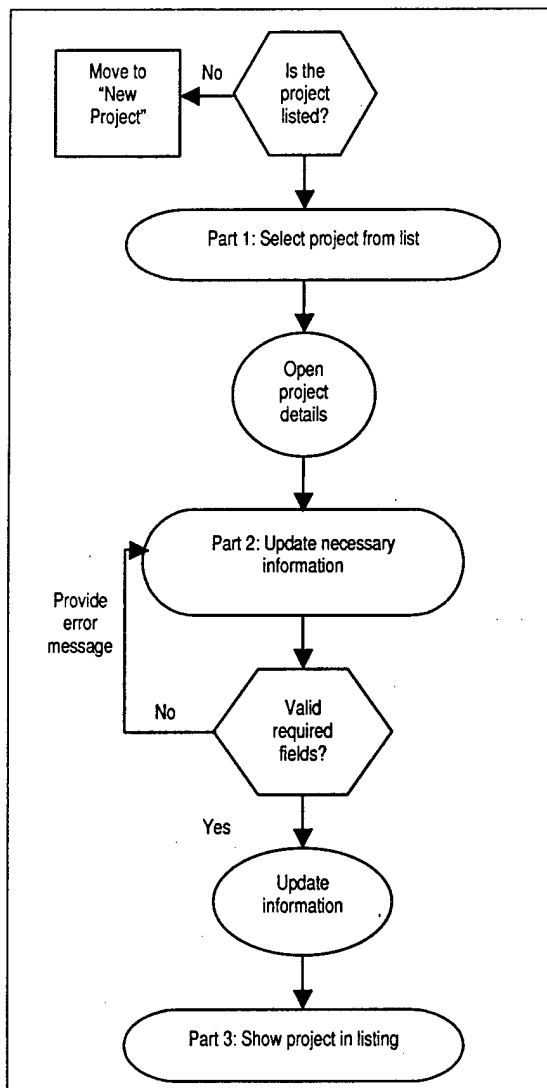 Move to
“New
Project”
No
Is the
project
listed?
Part 1: Select project from list
Open
project
details
Part 2: Update necessary
information
Provide
error
message
No
Valid
required
fields?
Yes
Update
information
Part 3: Show project in listing